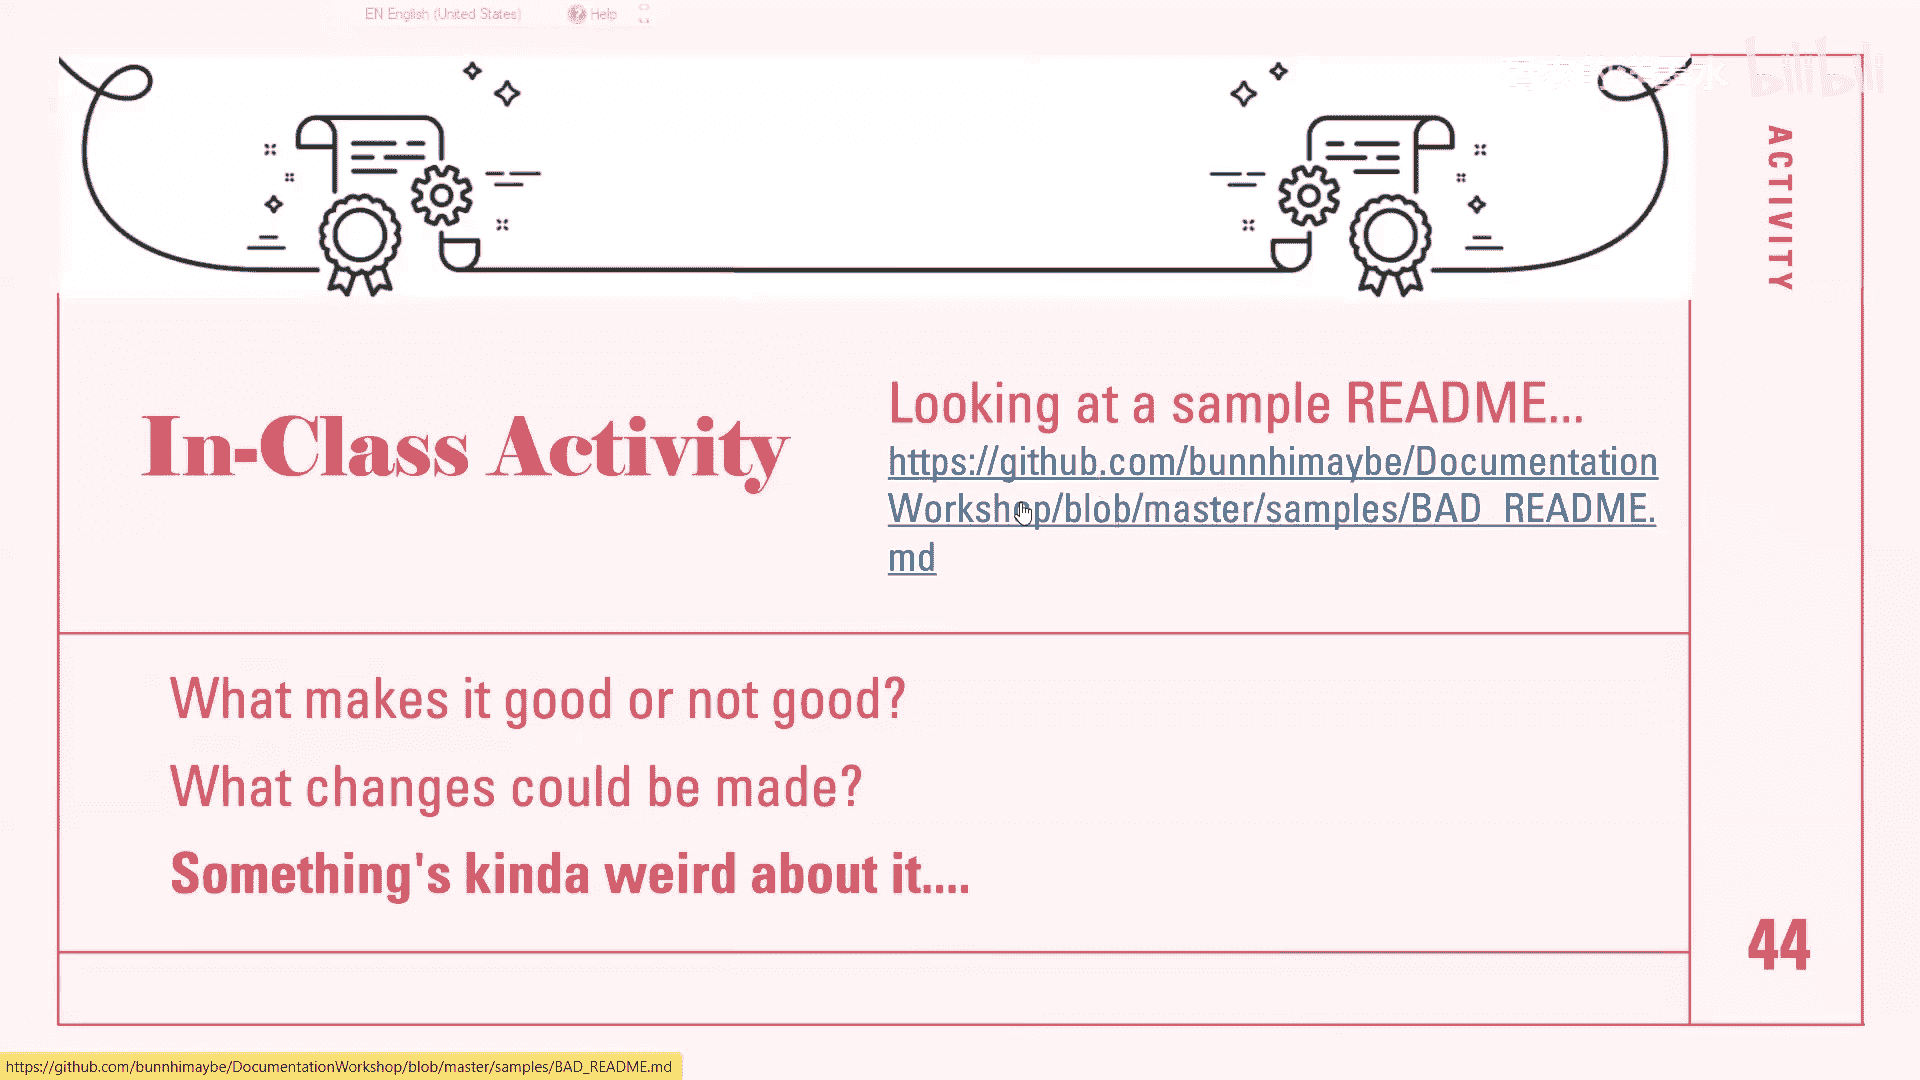 EN English (United States) Help
bilibili
ACTIVITY
In-Class Activity
Looking at a sample README...
https://github.com/bunnhimaybe/Documentation
Workshop/blob/master/samples/BAD_README.
md
What makes it good or not good?
What changes could be made?
Something's kinda weird about it....
44
https://github.com/bunnhimaybe/DocumentationWorkshop/blob/master/samples/BAD_README.md